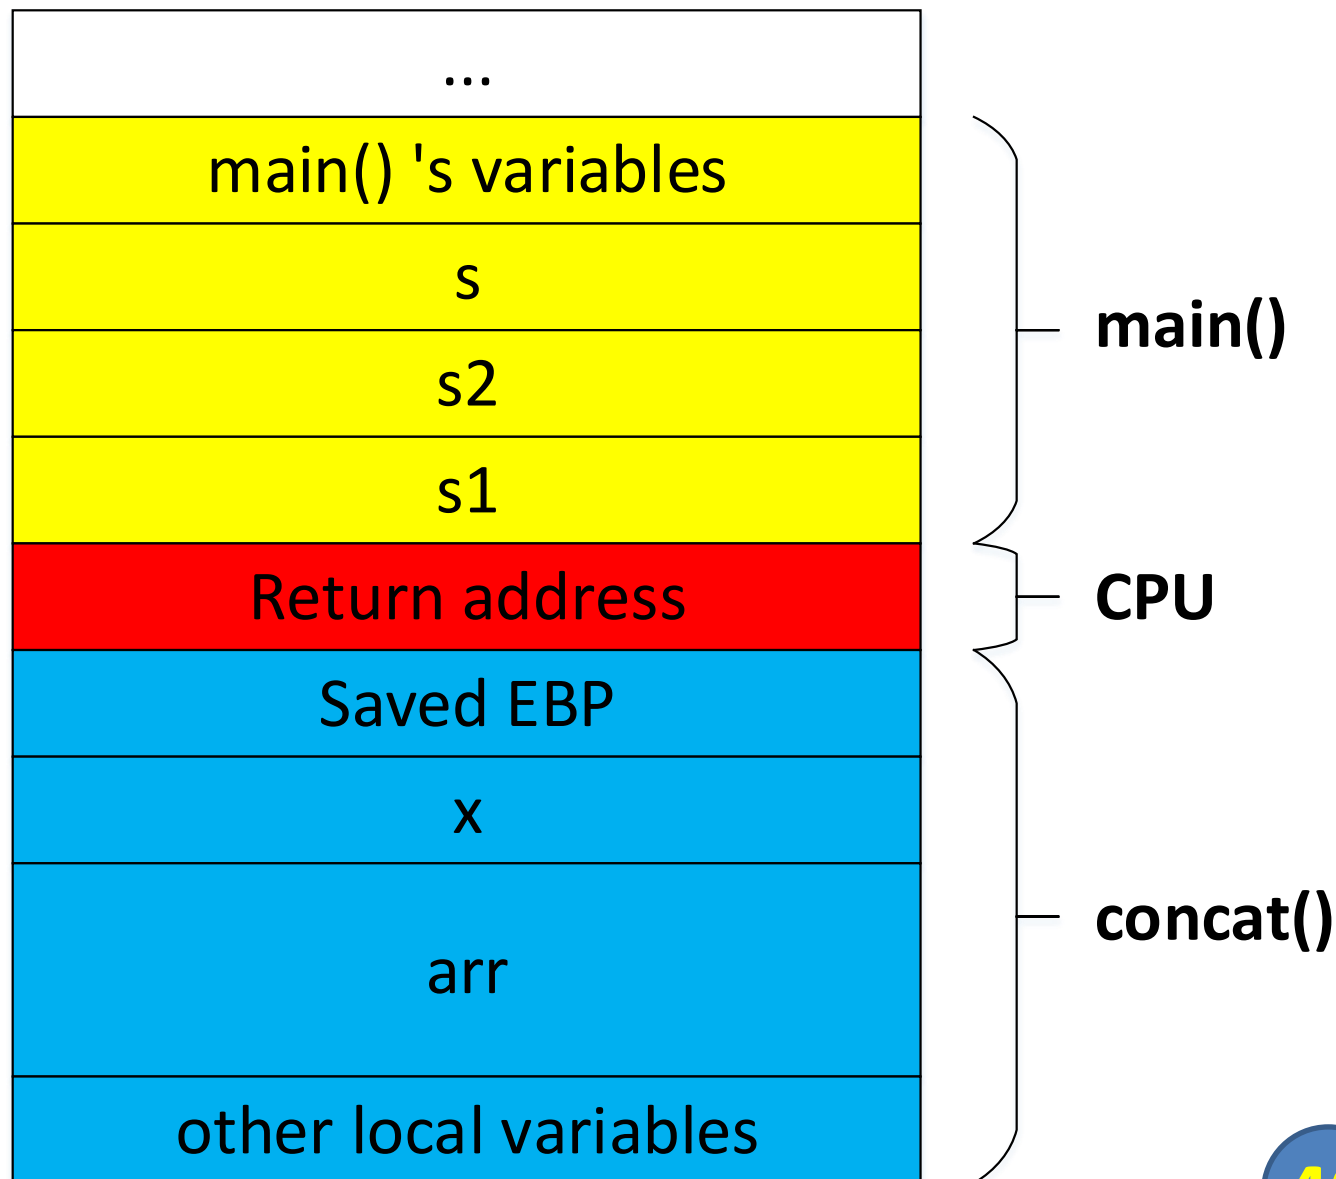 ...
main() 's variables
s
s2
s1
main()
Return address
CPU
Saved EBP
x
arr
concat()
other local variables